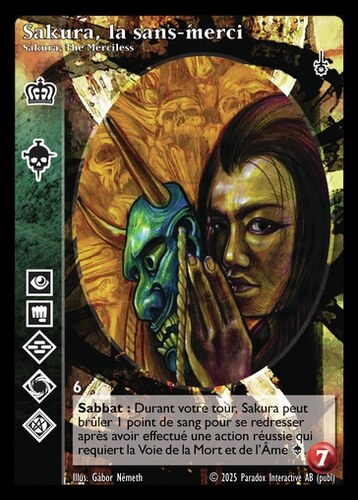 Sakura, la sans-merci
Sakura, The Merciless
6
Sabbat : Durant votre tour, Sakura peut
brûler 1 point de sang pour se redresser
après avoir effectué une action réussie qui
requiert la Voie de la Mort et de l'Âme .
7
Illus. Gábor Németh
© 2025 Paradox Interactive AB (publ)